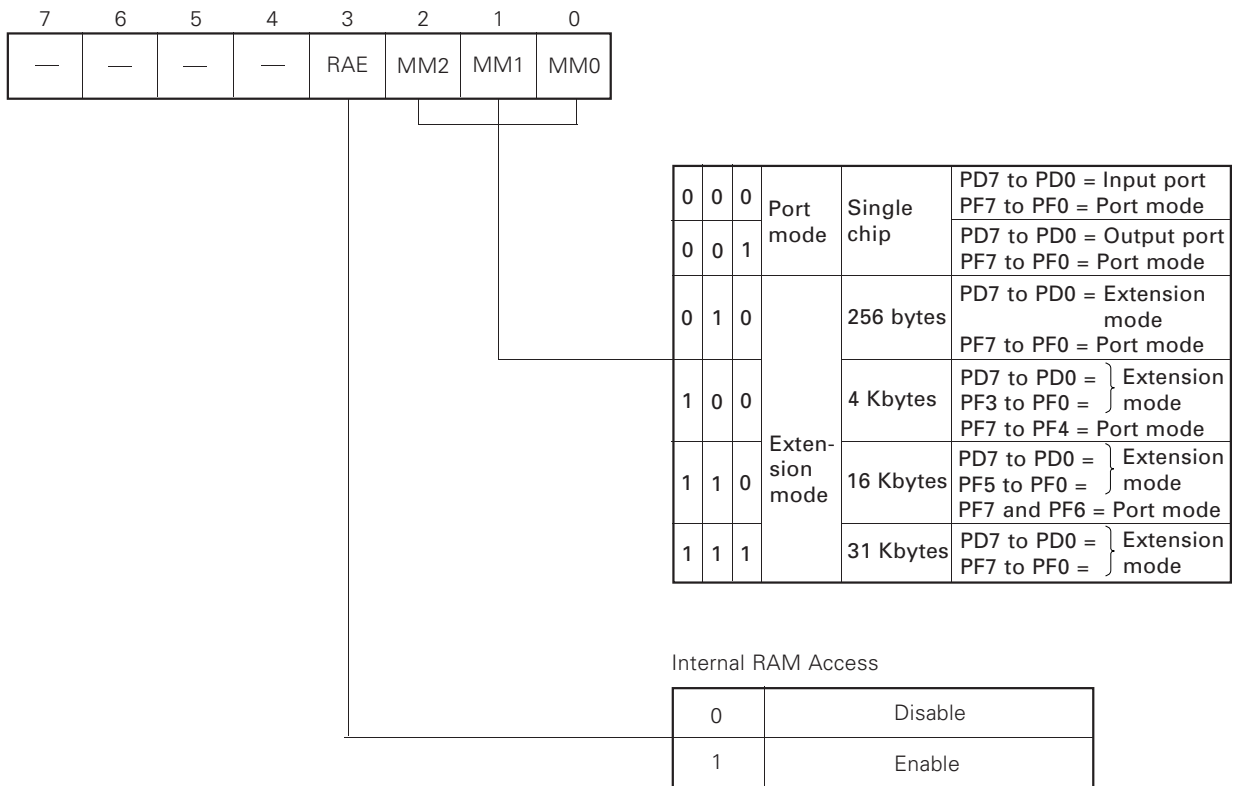 7 6 5 4 3 2 1 0
— — — — RAE MM2 MM1 MM0
0 0 0 Port mode Single chip PD7 to PD0 = Input port
PF7 to PF0 = Port mode
0 0 1 PD7 to PD0 = Output port
PF7 to PF0 = Port mode
0 1 0 Exten-
sion
mode 256 bytes PD7 to PD0 = Extension
mode
PF7 to PF0 = Port mode
1 0 0 4 Kbytes PD7 to PD0 = } Extension
PF3 to PF0 = mode
PF7 to PF4 = Port mode
1 1 0 16 Kbytes PD7 to PD0 = } Extension
PF5 to PF0 = mode
PF7 and PF6 = Port mode
1 1 1 31 Kbytes PD7 to PD0 = } Extension
PF7 to PF0 = mode
Internal RAM Access
0 Disable
1 Enable